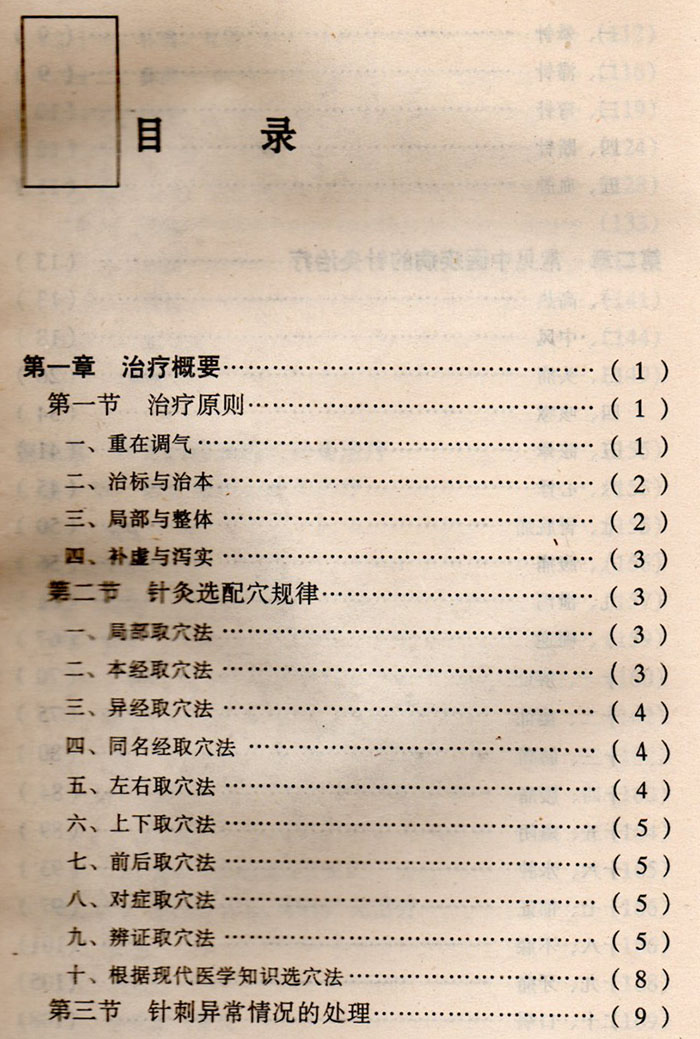 目 录
第一章 治疗概要……………………………………( 1 )
第一节 治疗原则…………………………………( 1 )
一、重在调气……………………………………( 1 )
二、治标与治本…………………………………( 2 )
三、局部与整体…………………………………( 2 )
四、补虚与泻实…………………………………( 3 )
第二节 针灸选配穴规律…………………………( 3 )
一、局部取穴法…………………………………( 3 )
二、本经取穴法…………………………………( 3 )
三、异经取穴法…………………………………( 4 )
四、同名经取穴法………………………………( 4 )
五、左右取穴法…………………………………( 4 )
六、上下取穴法…………………………………( 5 )
七、前后取穴法…………………………………( 5 )
八、对症取穴法…………………………………( 5 )
九、辨证取穴法…………………………………( 5 )
十、根据现代医学知识选穴法…………………( 8 )
第三节 针刺异常情况的处理……………………( 9 )